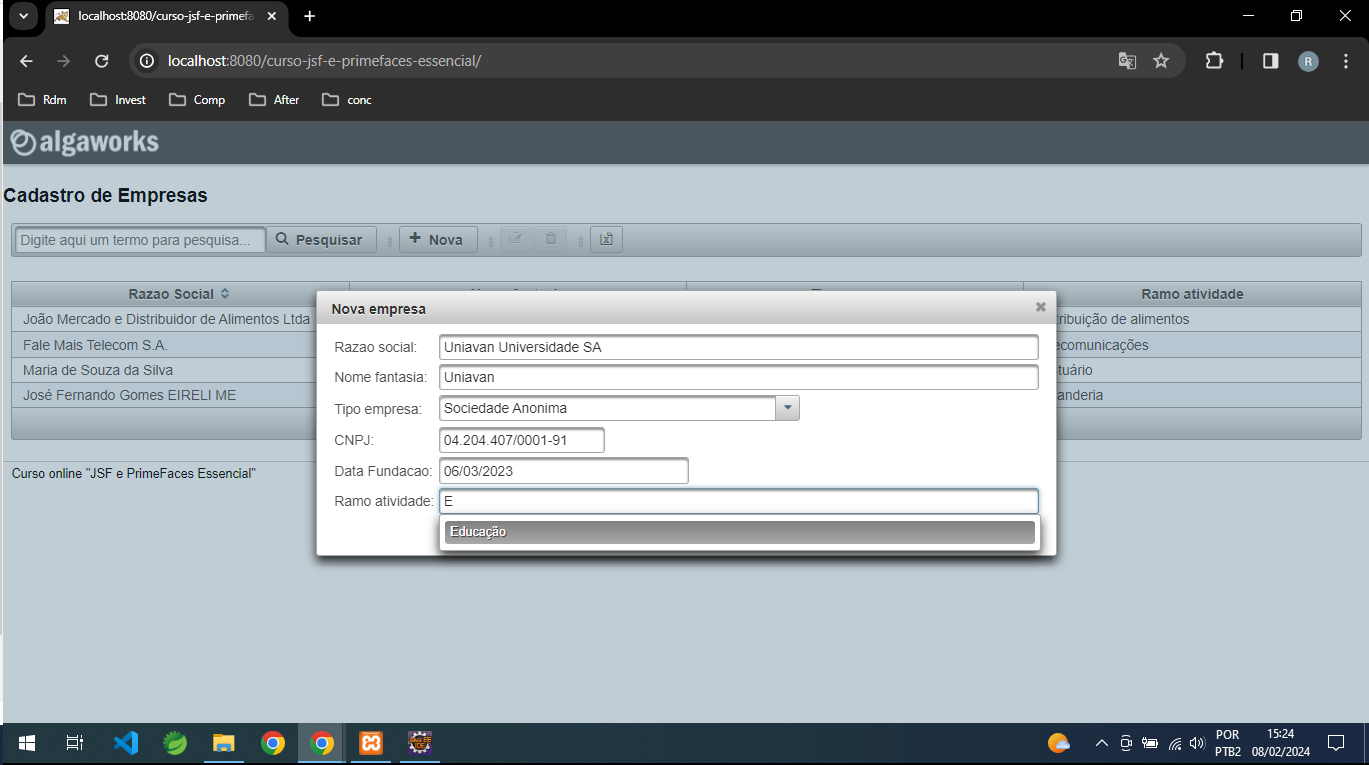 localhost:8080/curso-jsf-e-primefa
localhost:8080/curso-jsf-e-primefaces-essencial/
R
Rdm Invest Comp After conc
algaworks
Cadastro de Empresas
Digite aqui um termo para pesquisa... Pesquisar Nova
Razao Social Ramo atividade
João Mercado e Distribuidor de Alimentos Ltda tribuição de alimentos
Fale Mais Telecom S.A. ecomunicações
Maria de Souza da Silva tuário
José Fernando Gomes EIRELI ME anderia
Curso online "JSF e PrimeFaces Essencial"
Nova empresa
Razao social: Uniavan Universidade SA
Nome fantasia: Uniavan
Tipo empresa: Sociedade Anonima
CNPJ: 04.204.407/0001-91
Data Fundacao: 06/03/2023
Ramo atividade: E
Educação
POR 15:24
PTB2 08/02/2024